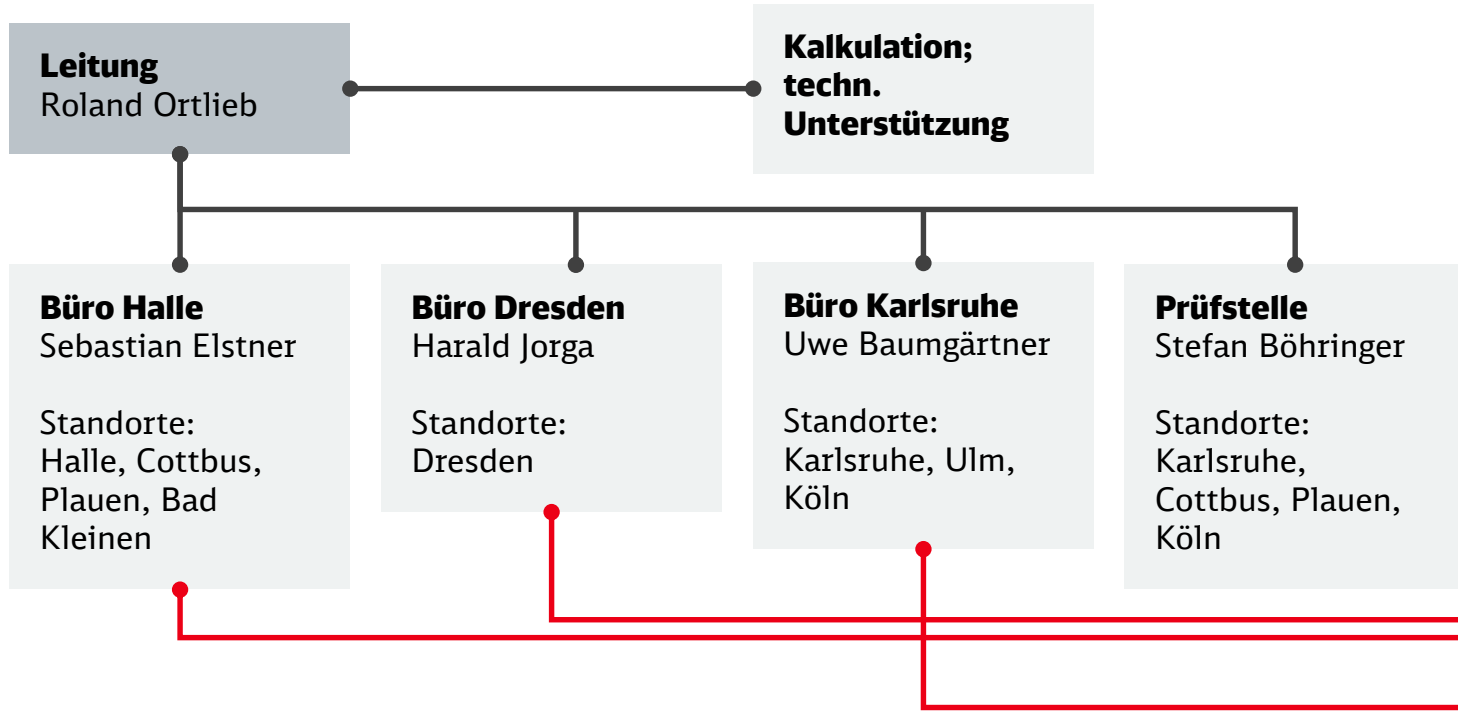 Leitung
Roland Ortlieb
Kalkulation;
techn.
Unterstützung
Büro Halle
Sebastian Elstner
Standorte:
Halle, Cottbus,
Plauen, Bad
Kleinen
Büro Dresden
Harald Jorga
Standorte:
Dresden
Büro Karlsruhe
Uwe Baumgärtner
Standorte:
Karlsruhe, Ulm,
Köln
Prüfstelle
Stefan Böhringer
Standorte:
Karlsruhe,
Cottbus, Plauen,
Köln